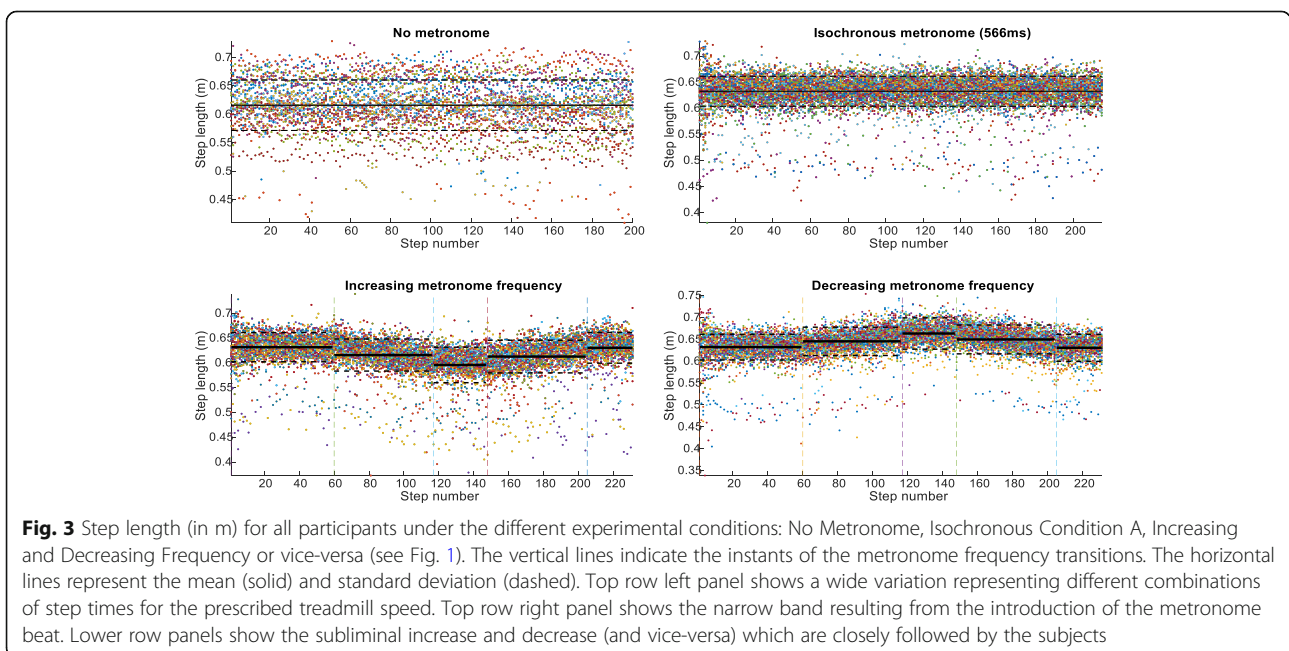 No metronome
Step length (m)
0.7
0.65
0.6
0.55
0.5
0.45
20 40 60 80 100 120 140 160 180 200
Step number
Isochronous metronome (566ms)
Step length (m)
0.7
0.65
0.6
0.55
0.5
0.45
0.4
20 40 60 80 100 120 140 160 180 200
Step number
Increasing metronome frequency
Step length (m)
0.7
0.65
0.6
0.55
0.5
0.45
0.4
20 40 60 80 100 120 140 160 180 200 220
Step number
Decreasing metronome frequency
Step length (m)
0.75
0.7
0.65
0.6
0.55
0.5
0.45
0.4
0.35
20 40 60 80 100 120 140 160 180 200 220
Step number
Fig. 3 Step length (in m) for all participants under the different experimental conditions: No Metronome, Isochronous Condition A, Increasing
and Decreasing Frequency or vice-versa (see Fig. 1). The vertical lines indicate the instants of the metronome frequency transitions. The horizontal
lines represent the mean (solid) and standard deviation (dashed). Top row left panel shows a wide variation representing different combinations
of step times for the prescribed treadmill speed. Top row right panel shows the narrow band resulting from the introduction of the metronome
beat. Lower row panels show the subliminal increase and decrease (and vice-versa) which are closely followed by the subjects